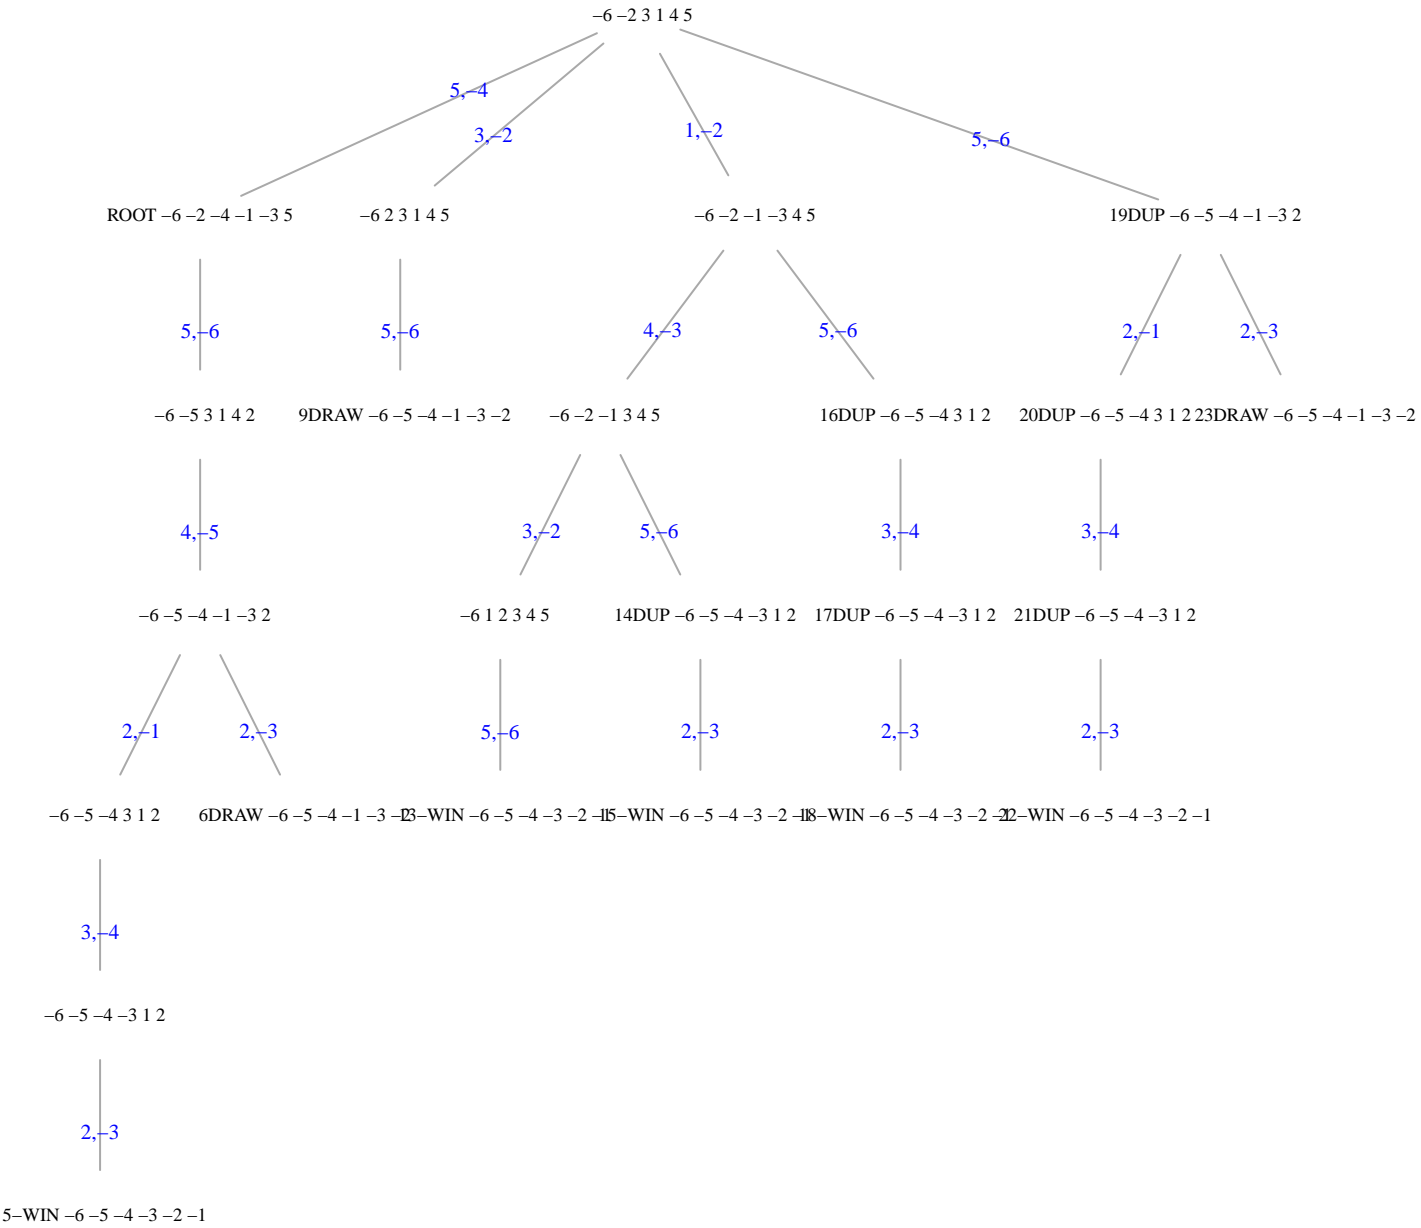 –6 –2 3 1 4 5
5,–4
3,–2
1,–2
5,–6
ROOT –6 –2 –4 –1 –3 5
–6 2 3 1 4 5
–6 –2 –1 –3 4 5
19DUP –6 –5 –4 –1 –3 2
5,–6
5,–6
4,–3
5,–6
2,–1
2,–3
–6 –5 3 1 4 2
9DRAW –6 –5 –4 –1 –3 –2
–6 –2 –1 3 4 5
16DUP –6 –5 –4 3 1 2
20DUP –6 –5 –4 3 1 2
23DRAW –6 –5 –4 –1 –3 –2
4,–5
3,–2
5,–6
3,–4
3,–4
–6 –5 –4 –1 –3 2
–6 1 2 3 4 5
14DUP –6 –5 –4 –3 1 2
17DUP –6 –5 –4 –3 1 2
21DUP –6 –5 –4 –3 1 2
2,–1
2,–3
5,–6
2,–3
2,–3
2,–3
–6 –5 –4 3 1 2
6DRAW –6 –5 –4 –1 –3 –2
13–WIN –6 –5 –4 –3 –2 –1
15–WIN –6 –5 –4 –3 –2 –1
18–WIN –6 –5 –4 –3 –2 –1
22–WIN –6 –5 –4 –3 –2 –1
3,–4
–6 –5 –4 –3 1 2
2,–3
5–WIN –6 –5 –4 –3 –2 –1